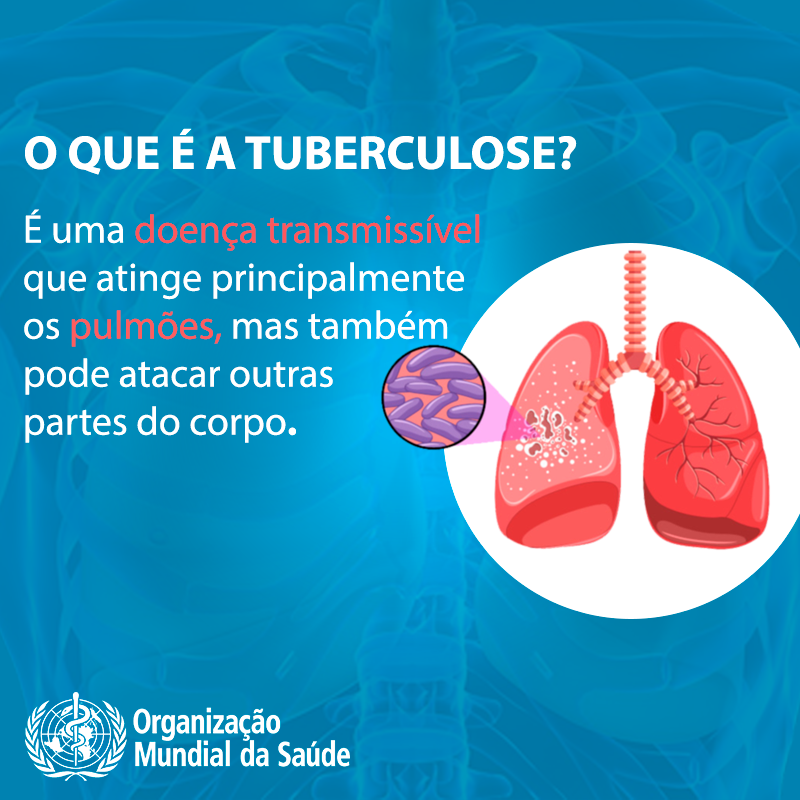 O QUE É A TUBERCULOSE?
É uma doença transmissível
que atinge principalmente
os pulmões, mas também
pode atacar outras
partes do corpo.
Organização
Mundial da Saúde